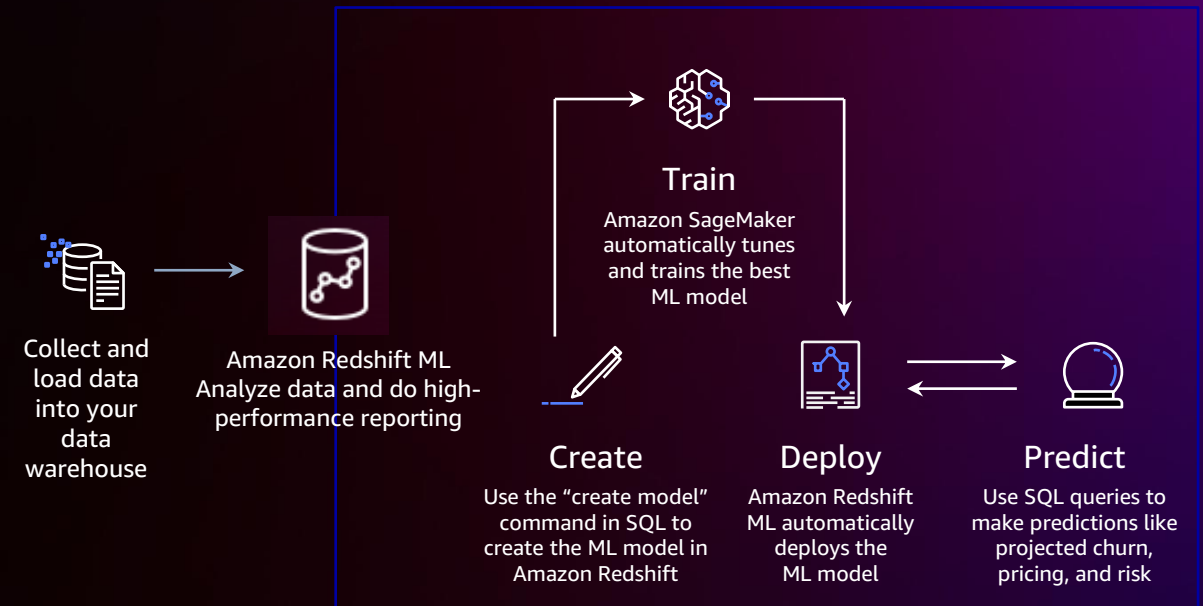 Collect and
load data
into your
data
warehouse
Amazon Redshift ML
Analyze data and do high-
performance reporting
Train
Amazon SageMaker
automatically tunes
and trains the best
ML model
Create
Use the “create model”
command in SQL to
create the ML model in
Amazon Redshift
Deploy
Amazon Redshift
ML automatically
deploys the
ML model
Predict
Use SQL queries to
make predictions like
projected churn,
pricing, and risk